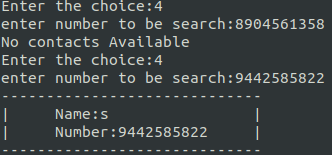 Enter the choice:4
enter number to be search:8904561358
No contacts Available
Enter the choice:4
enter number to be search:9442585822
-----------------------------
|     Name:s                |
|     Number:9442585822     |
-----------------------------